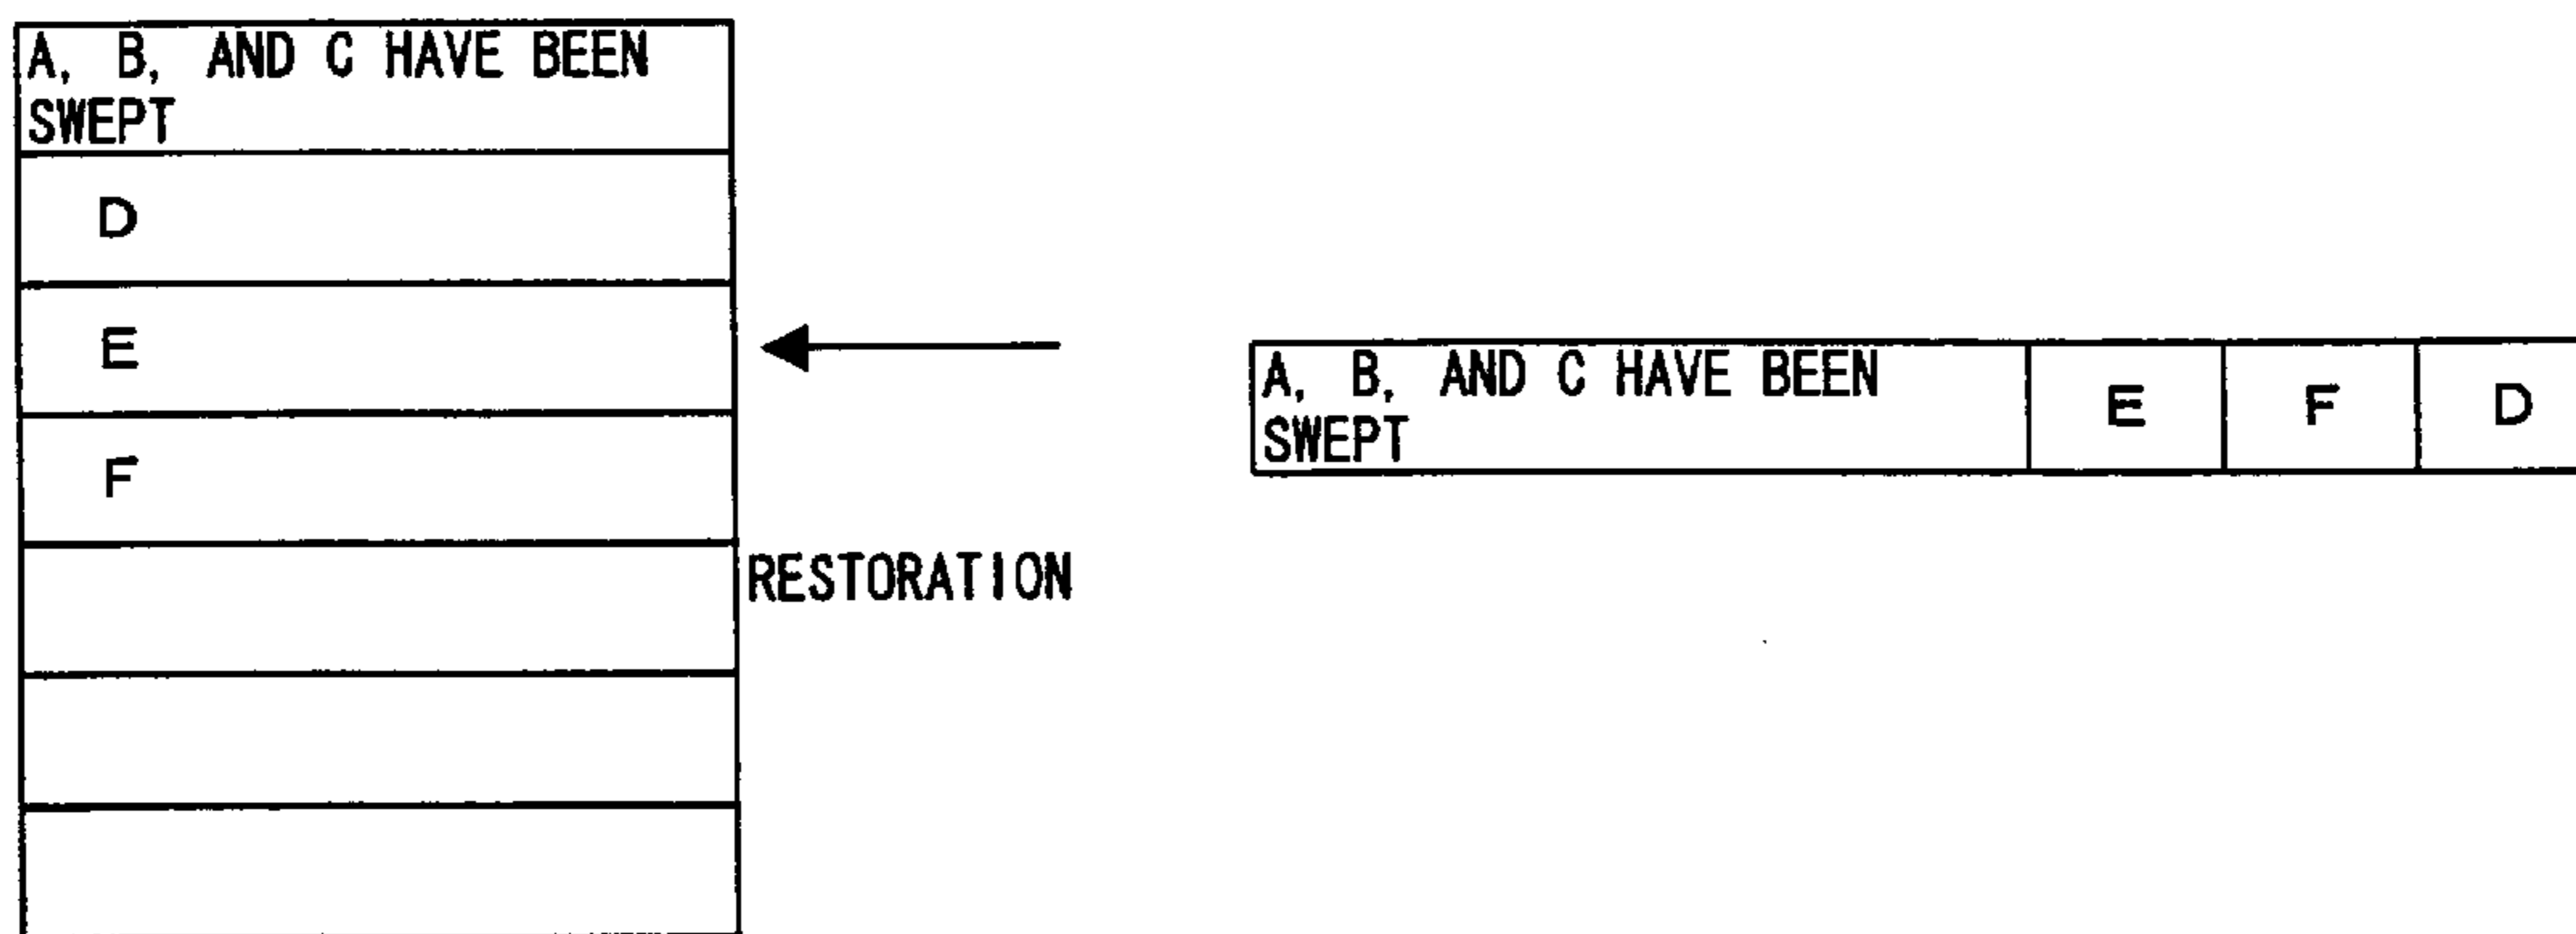 A, B, AND C HAVE BEEN
SWEPT
D
E
F
RESTORATION
A, B, AND C HAVE BEEN
SWEPT
E F D